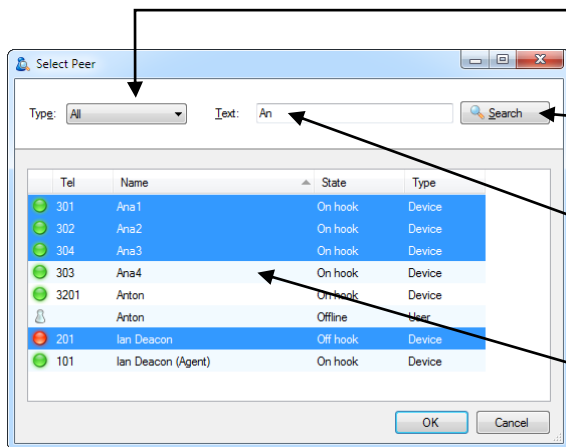 Select Peer
Type: All Text: An Search
Tel Name State Type
301 Ana1 On hook Device
302 Ana2 On hook Device
304 Ana3 On hook Device
303 Ana4 On hook Device
3201 Anton On hook Device
Anton Offline User
201 Ian Deacon Off hook Device
101 Ian Deacon (Agent) On hook Device
OK Cancel